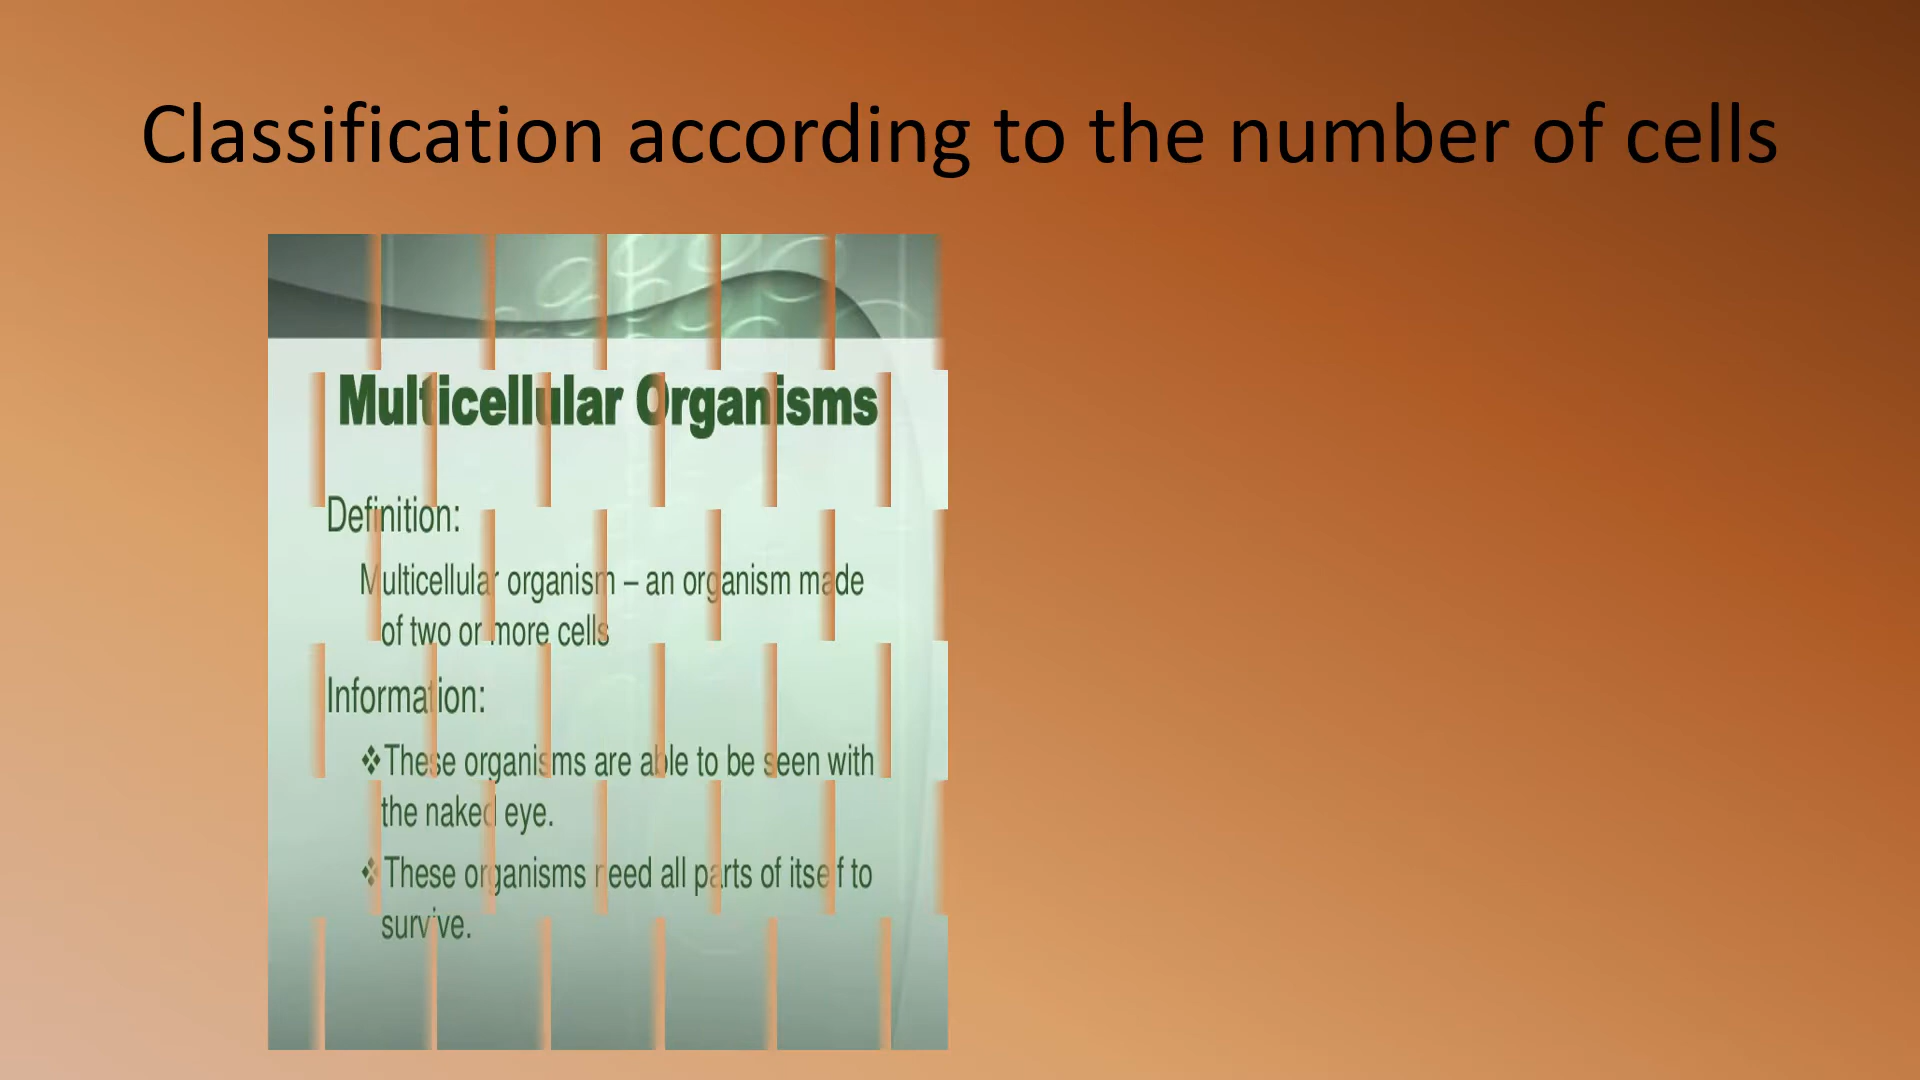 Classification according to the number of cells
Multicellular Organisms
Definition:
Multicellular organism – an organism made
of two or more cells
Information:
❖These organisms are able to be seen with
the naked eye.
❖These organisms need all parts of itself to
survive.